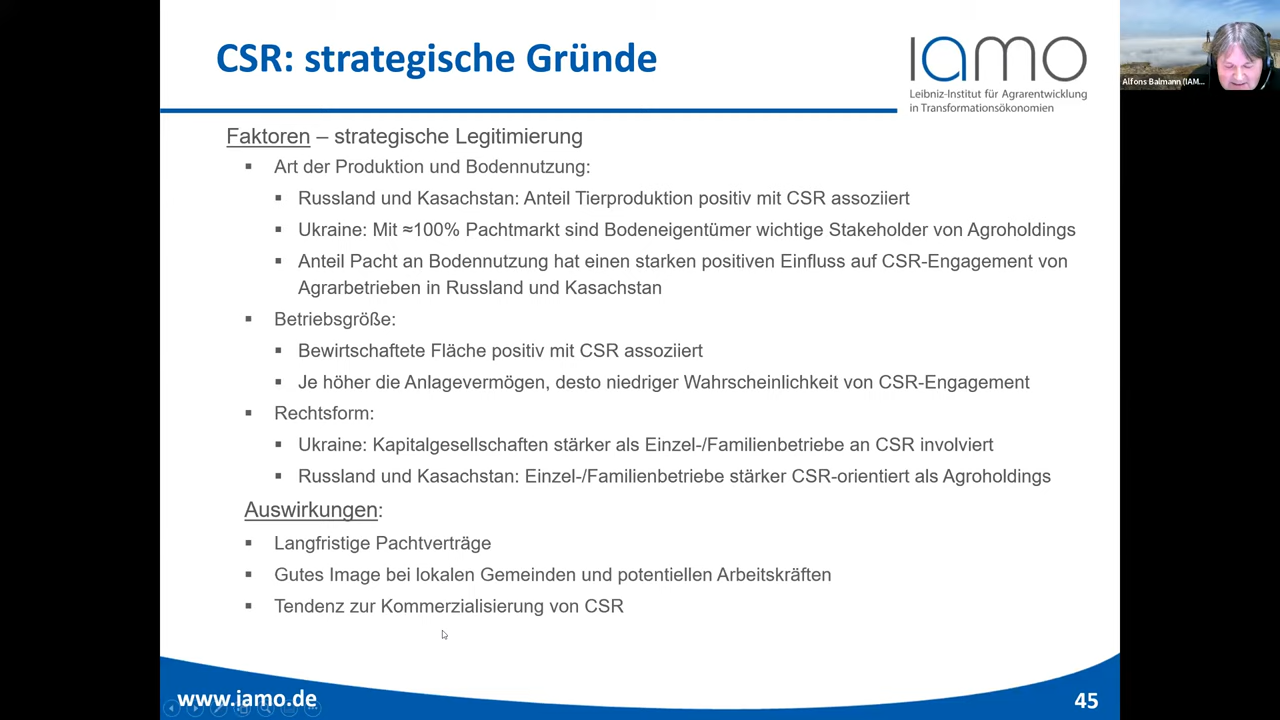 CSR: strategische Gründe
iamo
Leibniz-Institut für Agrarentwicklung
in Transformationsökonomien
Alfons Balmann (IAM...
Faktoren – strategische Legitimierung
▪ Art der Produktion und Bodennutzung:
▪ Russland und Kasachstan: Anteil Tierproduktion positiv mit CSR assoziiert
▪ Ukraine: Mit ≈100% Pachtmarkt sind Bodeneigentümer wichtige Stakeholder von Agroholdings
▪ Anteil Pacht an Bodennutzung hat einen starken positiven Einfluss auf CSR-Engagement von
Agrarbetrieben in Russland und Kasachstan
▪ Betriebsgröße:
▪ Bewirtschaftete Fläche positiv mit CSR assoziiert
▪ Je höher die Anlagevermögen, desto niedriger Wahrscheinlichkeit von CSR-Engagement
▪ Rechtsform:
▪ Ukraine: Kapitalgesellschaften stärker als Einzel-/Familienbetriebe an CSR involviert
▪ Russland und Kasachstan: Einzel-/Familienbetriebe stärker CSR-orientiert als Agroholdings
Auswirkungen:
▪ Langfristige Pachtverträge
▪ Gutes Image bei lokalen Gemeinden und potentiellen Arbeitskräften
▪ Tendenz zur Kommerzialisierung von CSR
www.iamo.de
45